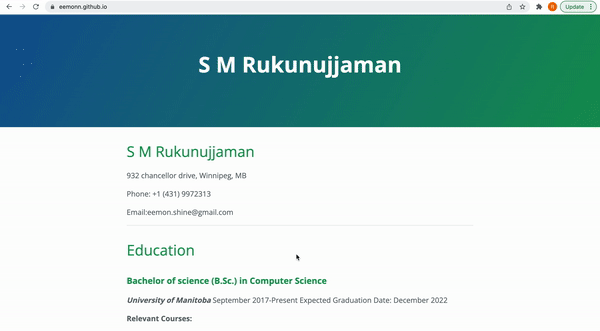 eemonn.github.io
R
Update
S M Rukunujjaman
S M Rukunujjaman
932 chancellor drive, Winnipeg, MB
Phone: +1 (431) 9972313
Email:eemon.shine@gmail.com
Education
Bachelor of science (B.Sc.) in Computer Science
University of Manitoba September 2017-Present Expected Graduation Date: December 2022
Relevant Courses: